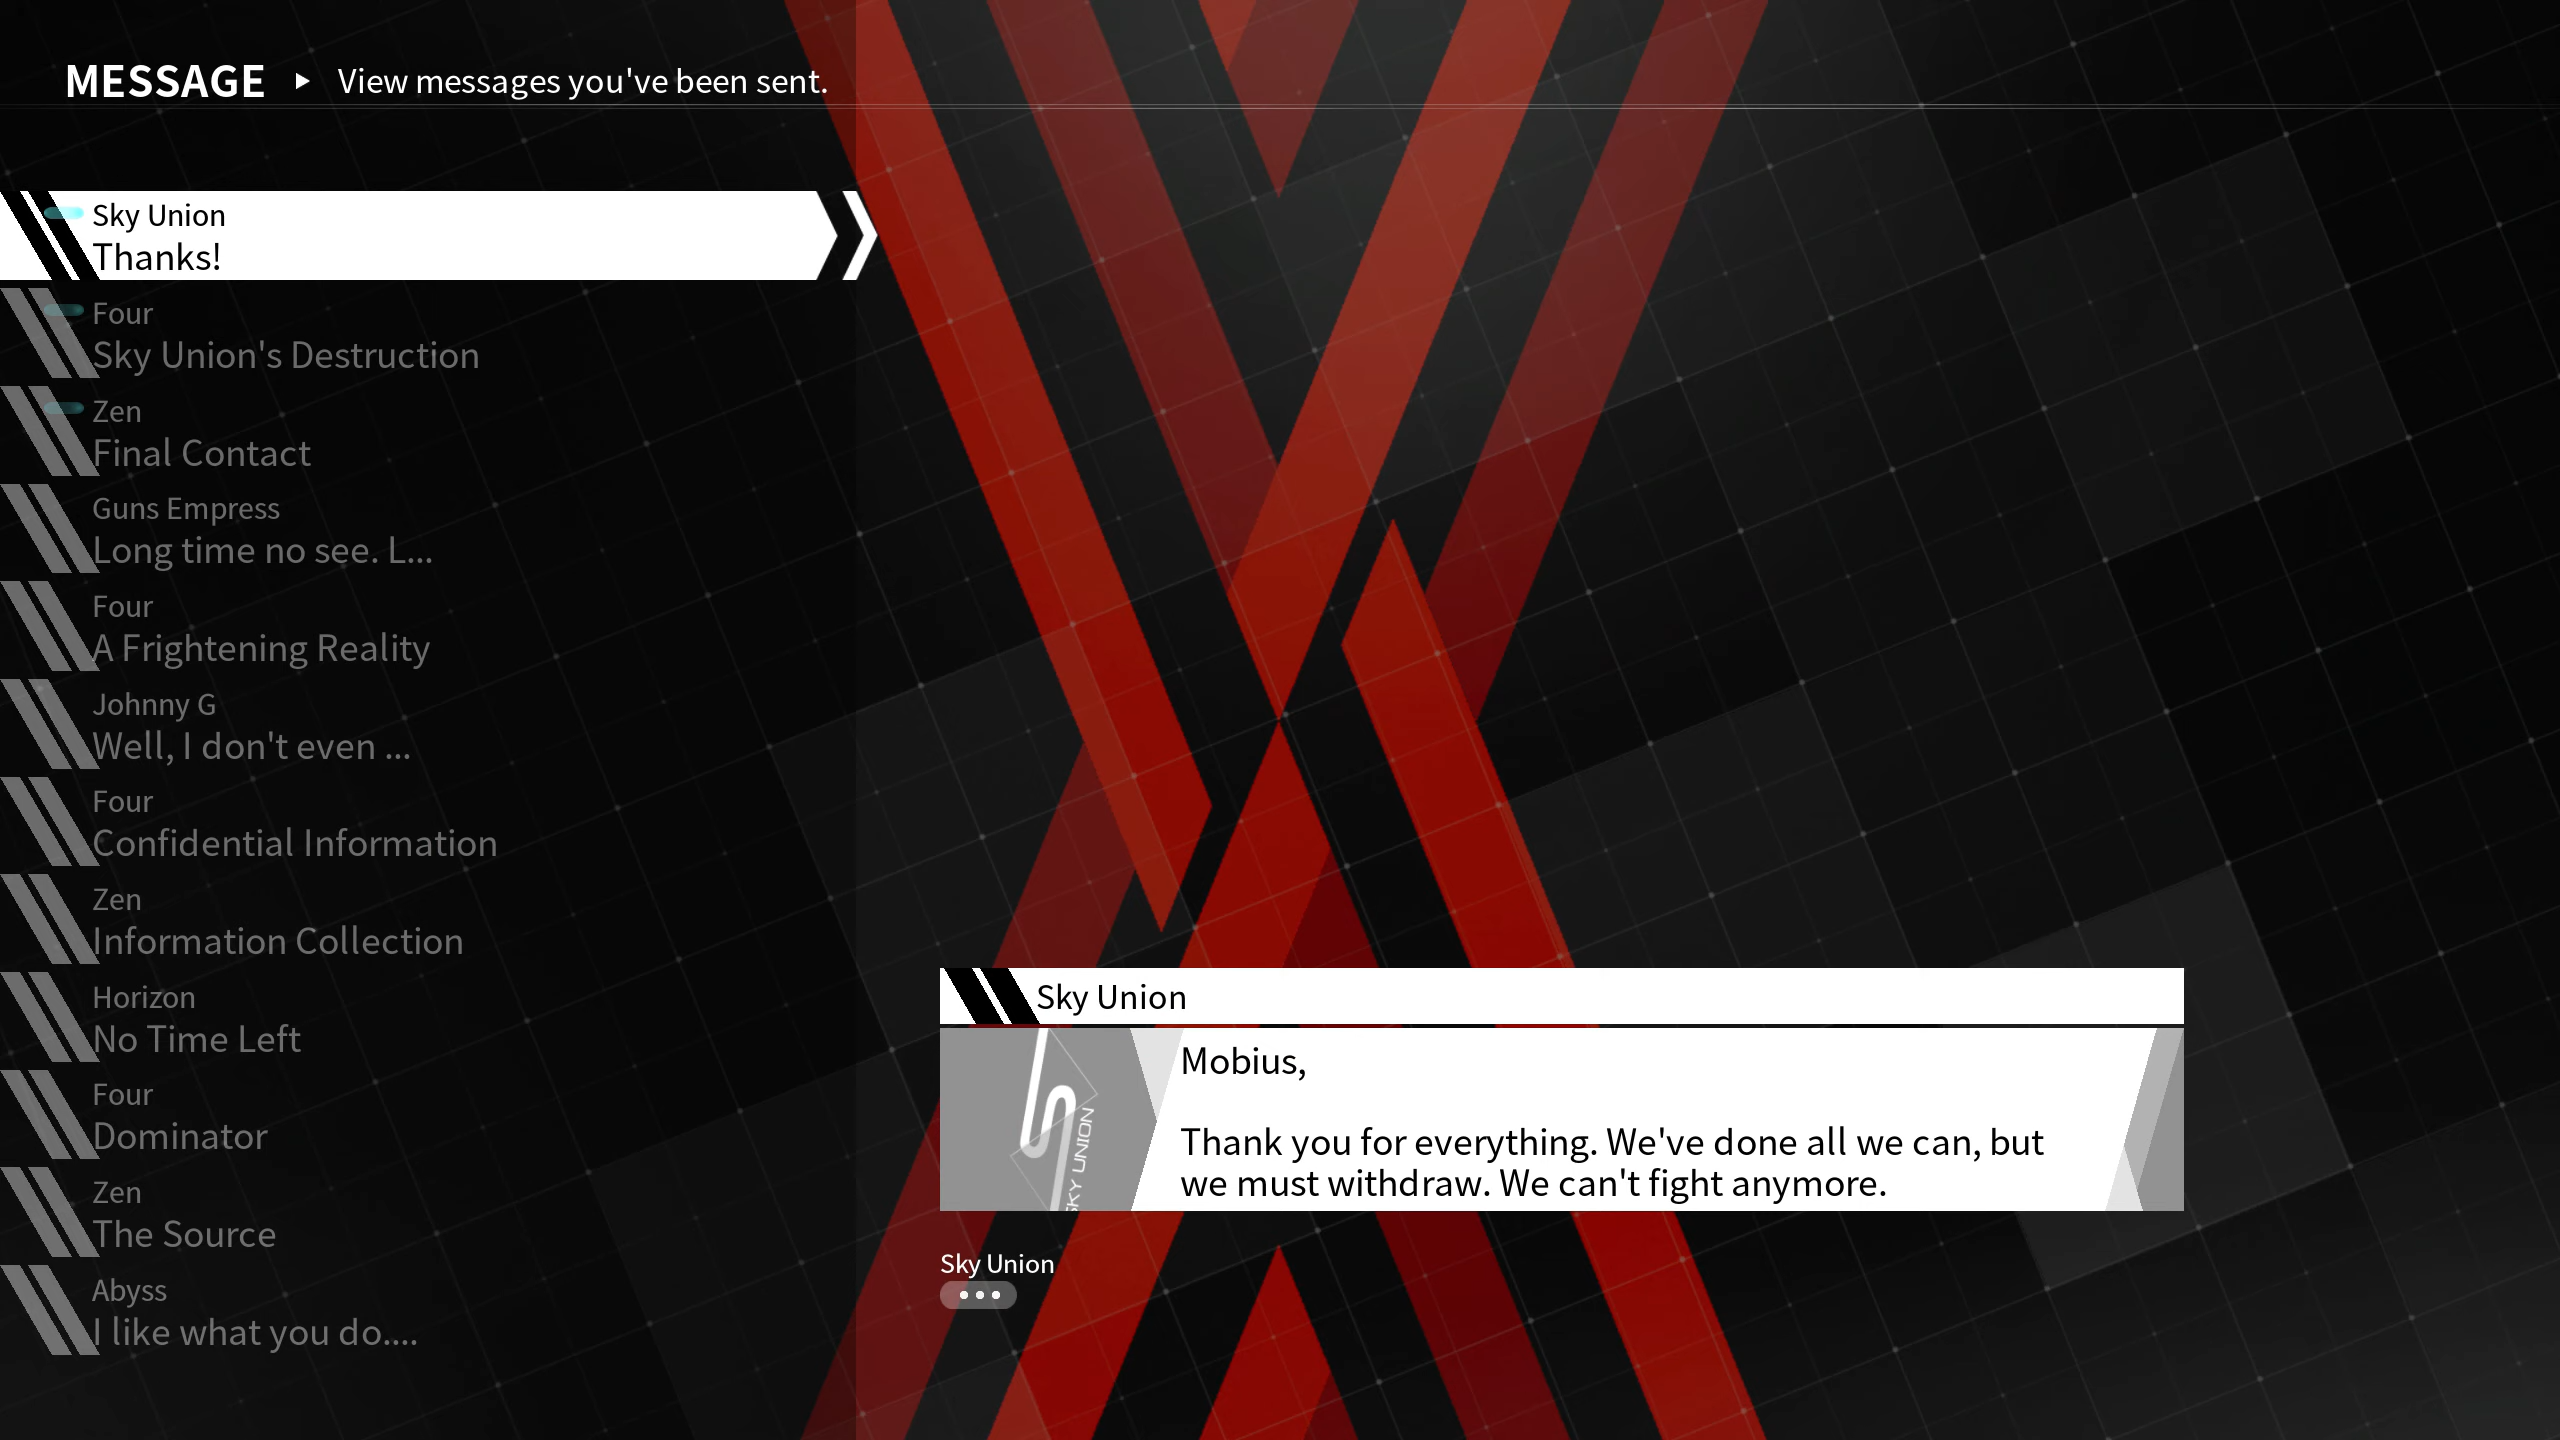 MESSAGE View messages you've been sent.
Sky Union
Thanks!
Four
Sky Union's Destruction
Zen
Final Contact
Guns Empress
Long time no see. L...
Four
A Frightening Reality
Johnny G
Well, I don't even ...
Four
Confidential Information
Zen
Information Collection
Horizon
No Time Left
Four
Dominator
Zen
The Source
Abyss
I like what you do....
Sky Union
SKY UNION
Mobius,
Thank you for everything. We've done all we can, but
we must withdraw. We can't fight anymore.
Sky Union